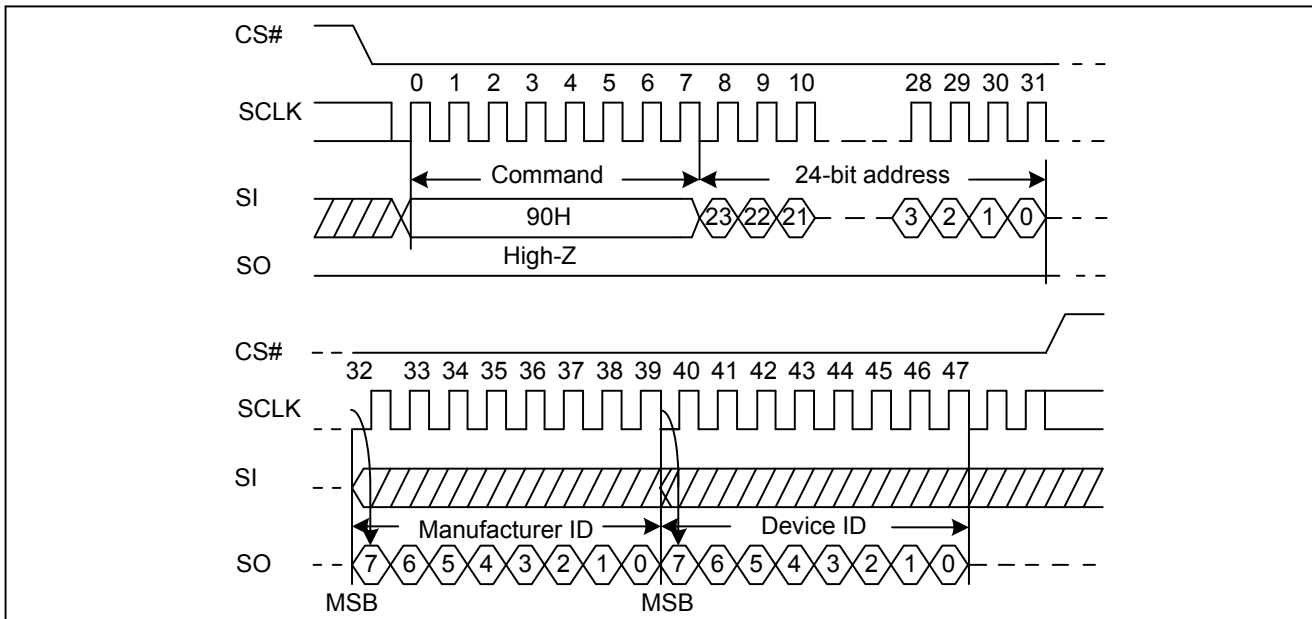 CS#
0 1 2 3 4 5 6 7 8 9 10 28 29 30 31
SCLK
Command 24-bit address
SI
90H 23 22 21 3 2 1 0
High-Z
SO
CS#
32 33 34 35 36 37 38 39 40 41 42 43 44 45 46 47
SCLK
SI
Manufacturer ID Device ID
SO 7 6 5 4 3 2 1 0 7 6 5 4 3 2 1 0
MSB MSB